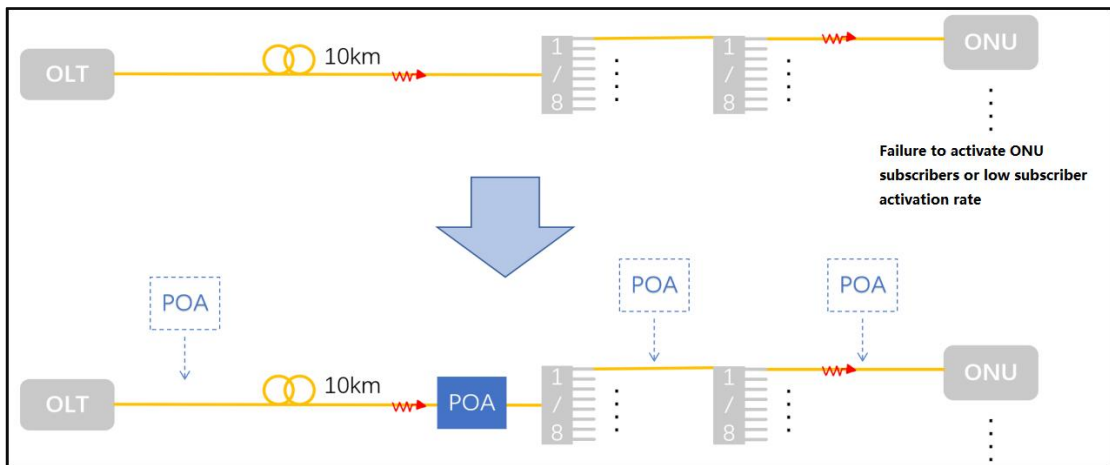 OLT
10km
1
/
8
1
/
8
ONU
Failure to activate ONU
subscribers or low subscriber
activation rate
POA
POA
POA
OLT
10km
POA
1
/
8
1
/
8
ONU